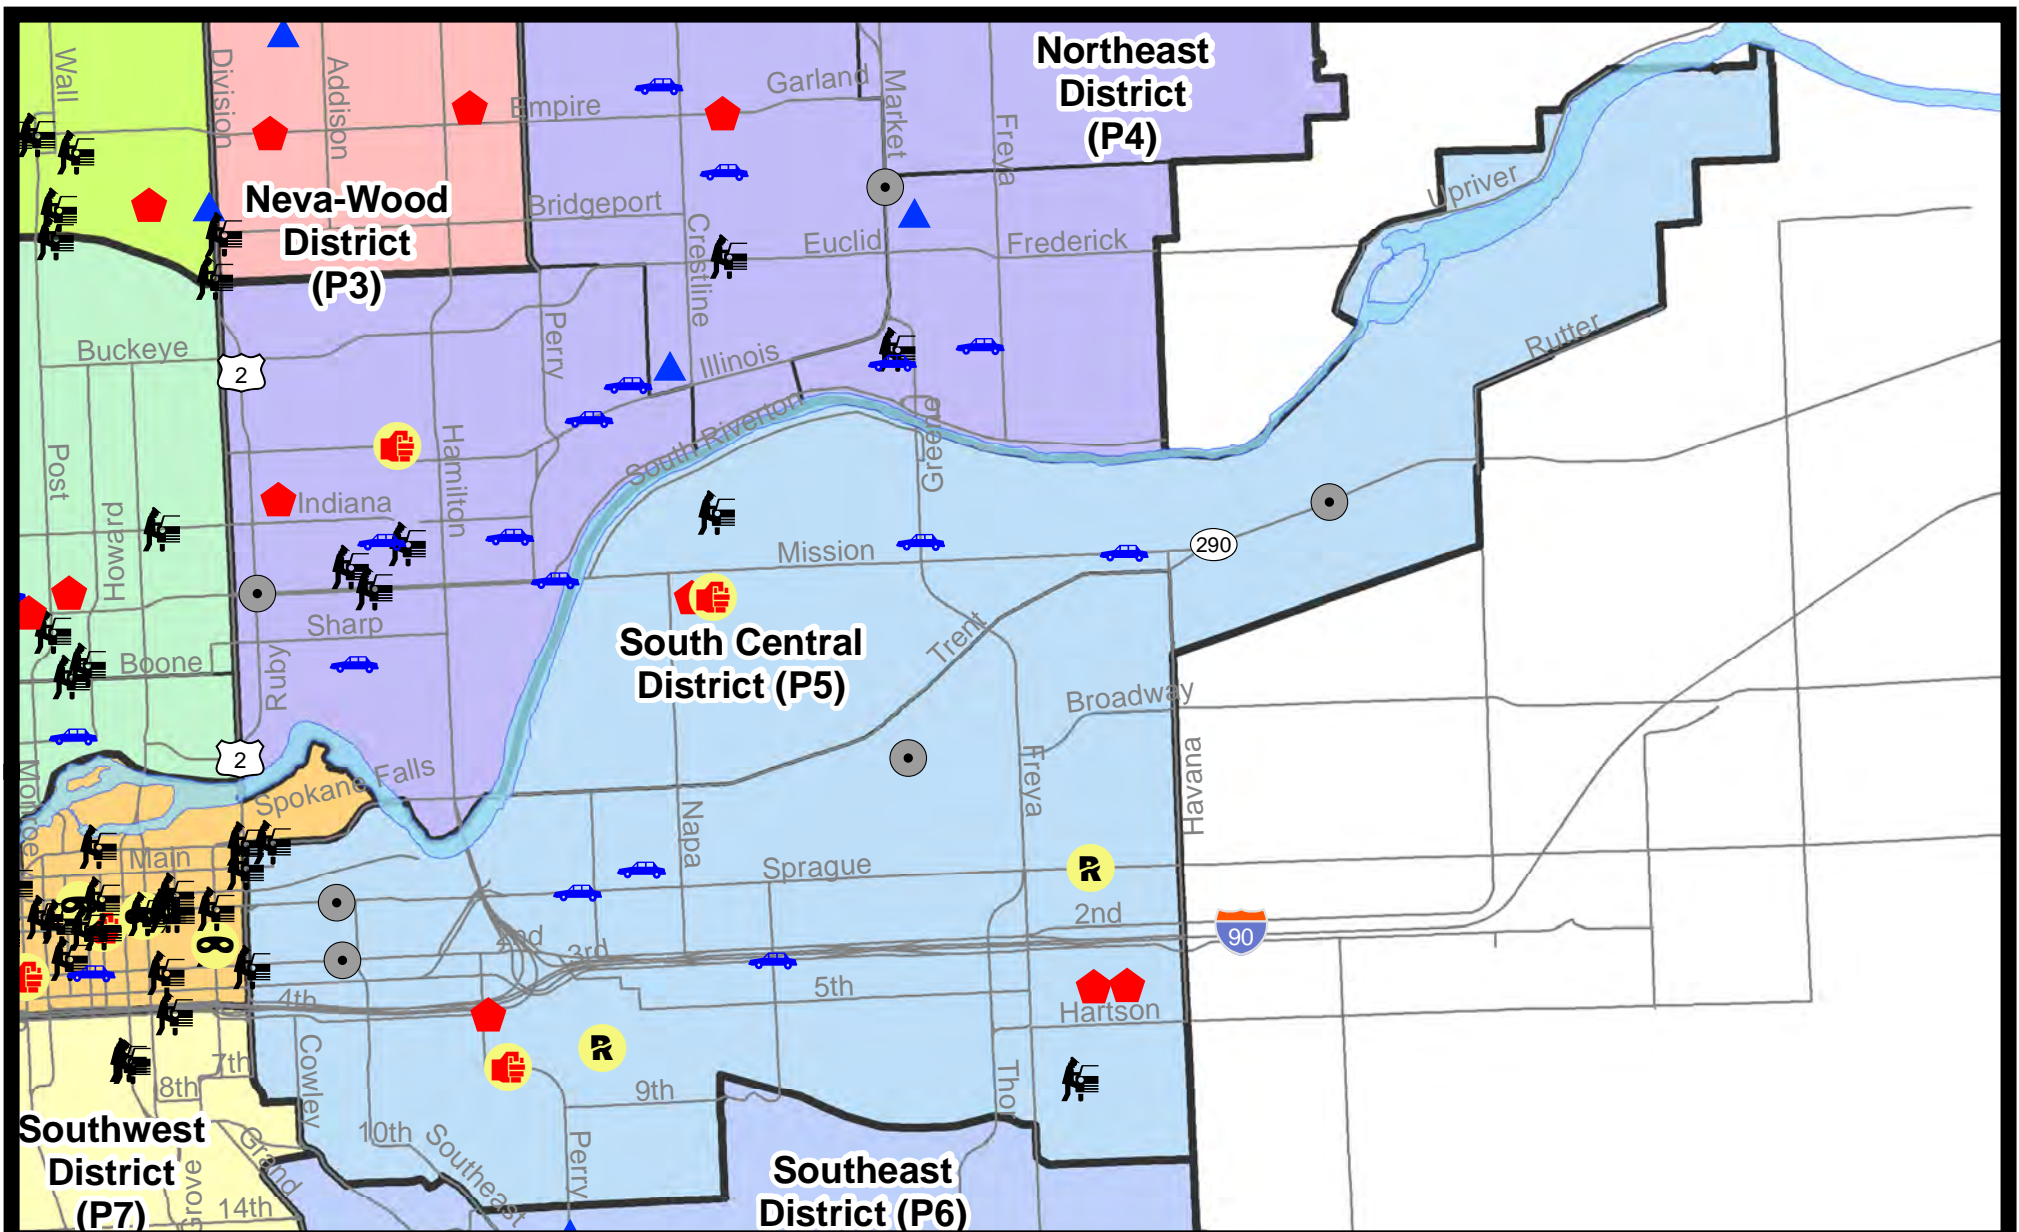 Northeast
District
(P4)
Neva-Wood
District
(P3)
South Central
District (P5)
Southwest
District
(P7)
Southeast
District (P6)
Wall
Division
Addison
Empire
Garland
Market
Freya
Bridgeport
Crestline
Euclid
Frederick
Upriver
Rutter
Buckeye
2
Perry
Illinois
South Riverton
Greene
Post
Howard
Hamilton
Indiana
Mission
290
Sharp
Boone
Ruby
Trent
Broadway
Havana
2
Spokane Falls
Monroe
Main
Napa
Freya
Sprague
R
2nd
90
2nd
3rd
4th
5th
Hartson
Cowley
R
7th
8th
9th
Thor
10th
Southeast
Perry
Grand
Grove
14th